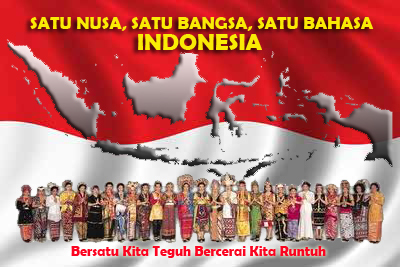 SATU NUSA, SATU BANGSA, SATU BAHASA
INDONESIA
Bersatu Kita Teguh Bercerai Kita Runtuh